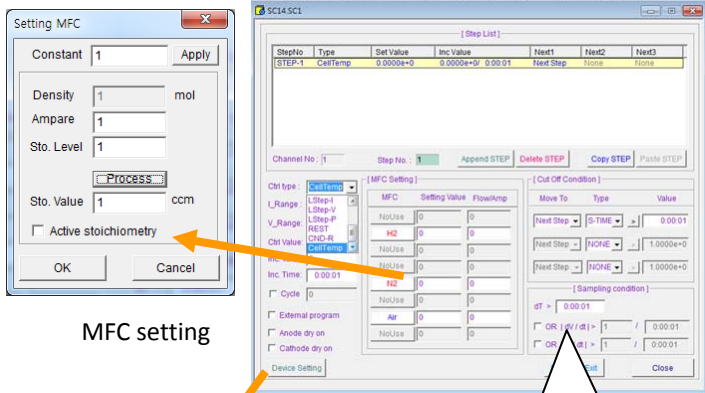 Setting MFC
Constant 1 Apply
Density 1 mol
Ampare 1
Sto. Level 1
Process
Sto. Value 1 ccm
Active stoichiometry
OK Cancel
MFC setting
SC14.SC1
[ Step List ]
StepNo Type Set Value Inc Value Next1 Next2 Next3
STEP-1 CellTemp 0.0000e+0 0.0000e+0/ 0:00:01 Next Step None None
Channel No : 1 Step No. : 1 Append STEP Delete STEP Copy STEP Paste STEP
Ctrl type : CellTemp
LStep-I
LStep-V
LStep-P
REST
CND-R
CellTemp
I_Range:
V_Range:
Ctrl Value:
Inc. Time: 0:00:01
Cycle 0
External program
Anode dry on
Cathode dry on
Device Setting
[MFC Setting]
MFC Setting Value Flow/Amp
NoUse 0 0
H2 0 0
NoUse 0 0
NoUse 0 0
N2 0 0
NoUse 0 0
Air 0 0
NoUse 0 0
[ Cut Off Condition ]
Move To Type Value
Next Step S-TIME > 0:00:01
Next Step NONE > 1.0000e+0
Next Step NONE > 1.0000e+0
[ Sampling condition ]
dT > 0:00:01
OR | dV / dt | > 1 / 0:00:01
OR dt | > 1 / 0:00:01
Exit Close